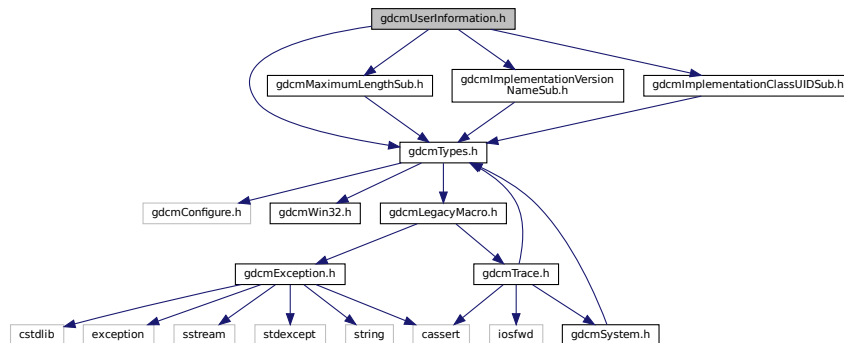 gdcmUserInformation.h
gdcmMaximumLengthSub.h
gdcmImplementationVersion
NameSub.h
gdcmImplementationClassUIDSub.h
gdcmTypes.h
gdcmConfigure.h
gdcmWin32.h
gdcmLegacyMacro.h
gdcmException.h
gdcmTrace.h
cstdlib
exception
sstream
stdexcept
string
cassert
iosfwd
gdcmSystem.h